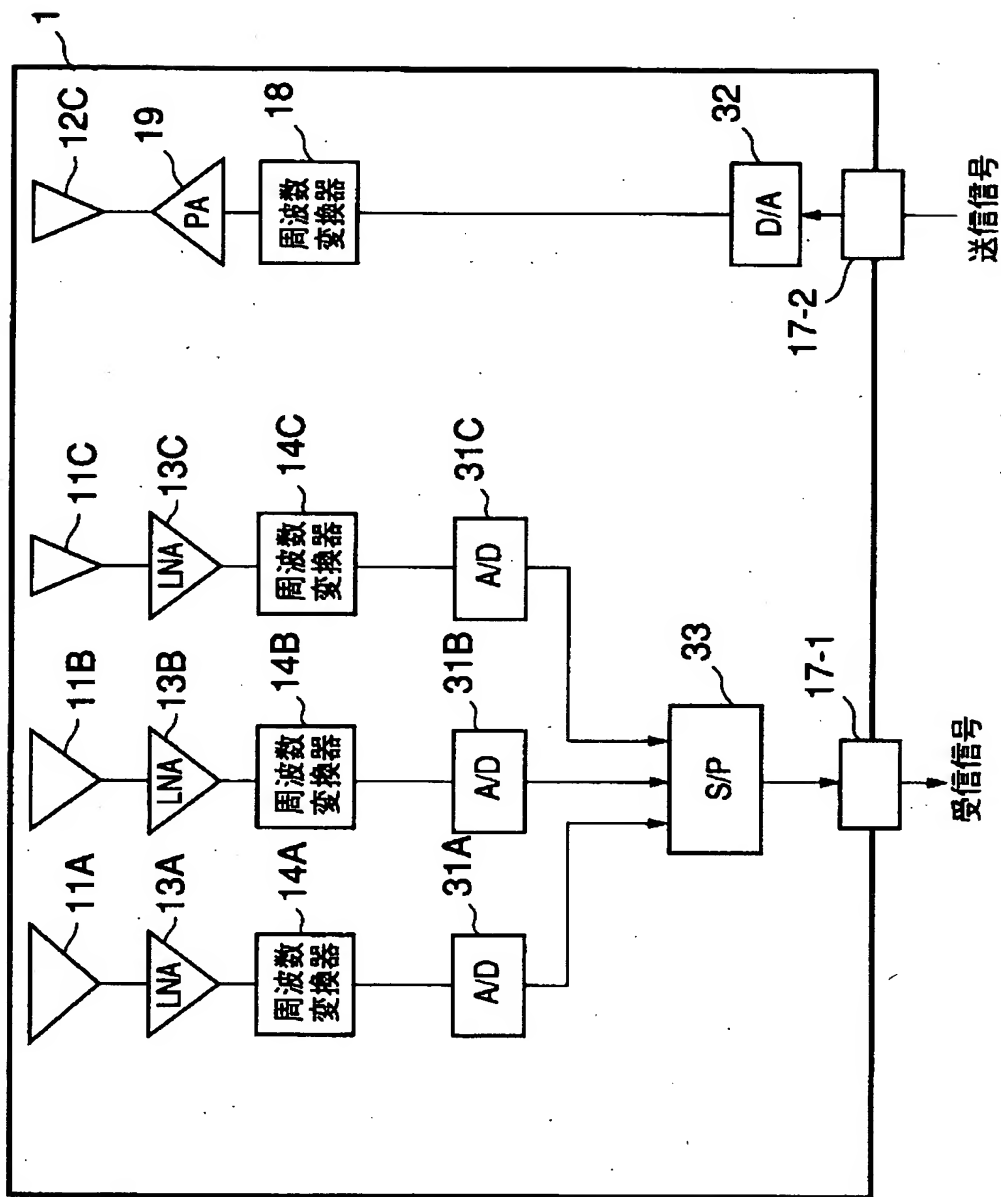 1
11A
11B
11C
12C
LNA
13A
LNA
13B
LNA
13C
PA
19
周波数
変換器
14A
周波数
変換器
14B
周波数
変換器
14C
周波数
変換器
18
A/D
31A
A/D
31B
A/D
31C
D/A
32
S/P
33
17-1
17-2
受信信号
送信信号